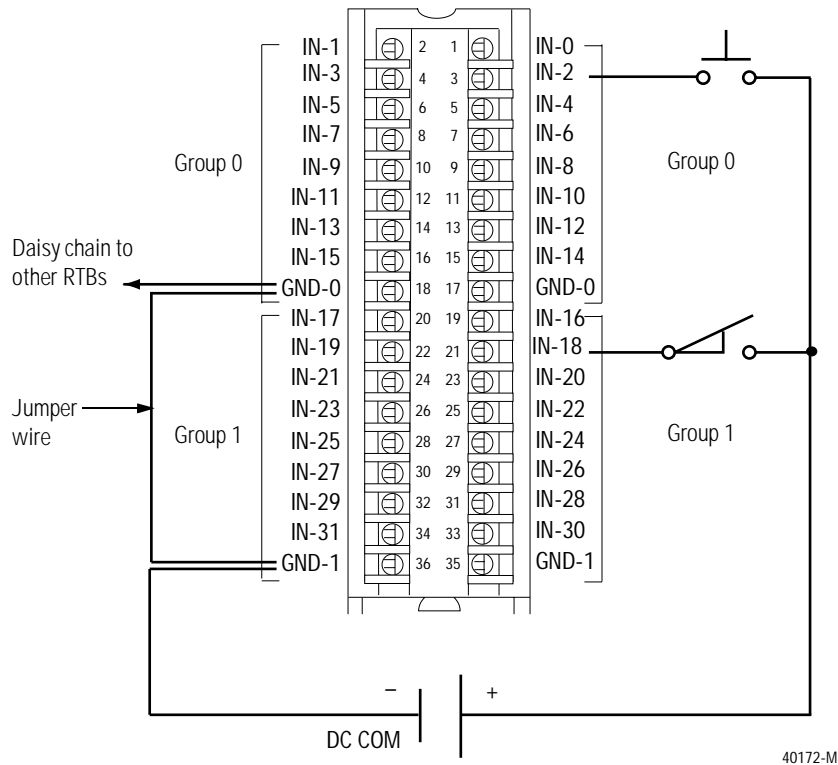 IN-1 2 1 IN-0
IN-3 4 3 IN-2
IN-5 6 5 IN-4
IN-7 8 7 IN-6
Group 0 IN-9 10 9 IN-8 Group 0
IN-11 12 11 IN-10
IN-13 14 13 IN-12
Daisy chain to
other RTBs
IN-15 16 15 IN-14
GND-0 18 17 GND-0
IN-17 20 19 IN-16
IN-19 22 21 IN-18
IN-21 24 23 IN-20
Jumper
wire
IN-23 26 25 IN-22
Group 1 IN-25 28 27 IN-24 Group 1
IN-27 30 29 IN-26
IN-29 32 31 IN-28
IN-31 34 33 IN-30
GND-1 36 35 GND-1
– +
DC COM
40172-M